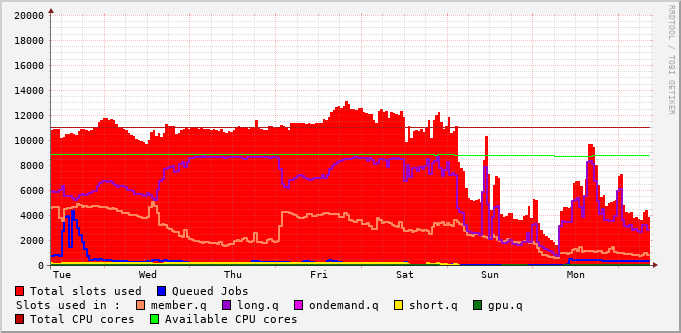 20000
18000
16000
14000
12000
10000
8000
6000
4000
2000
0
Tue Wed Thu Fri Sat Sun Mon
RRDTOOL / TOBI OETIKER
Total slots used Queued Jobs
Slots used in : member.q long.q ondemand.q short.q gpu.q
Total CPU cores Available CPU cores